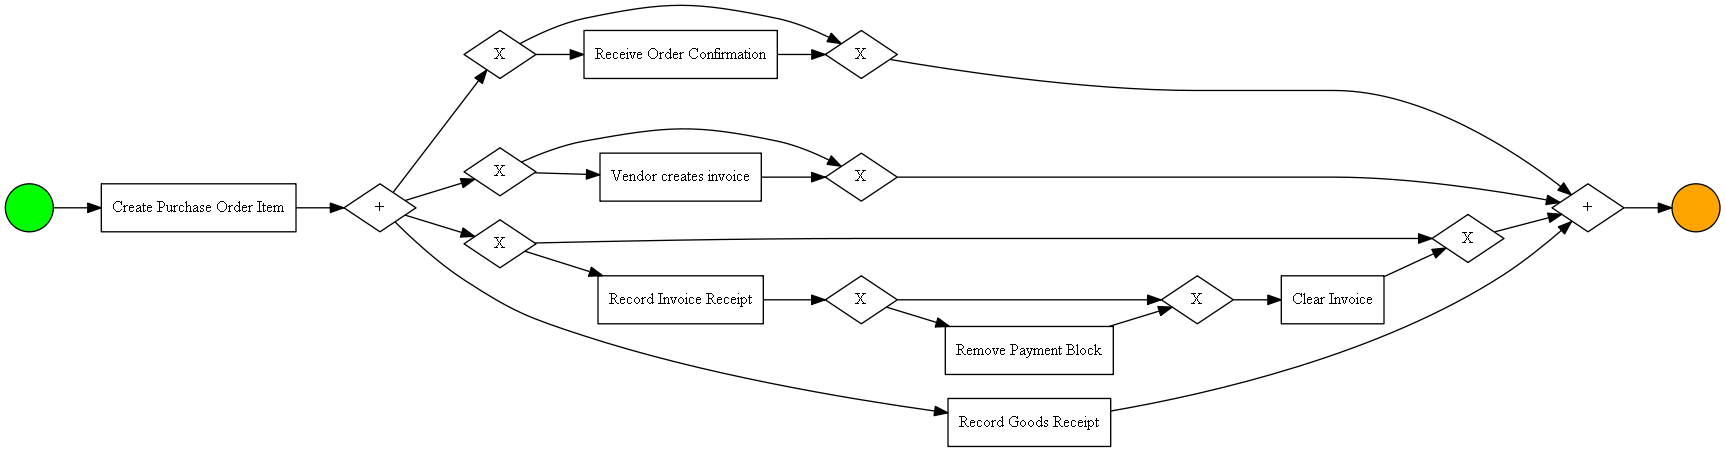 X
Receive Order Confirmation
X
X
Vendor creates invoice
X
Create Purchase Order Item
+
+
X
X
Record Invoice Receipt
X
X
Clear Invoice
Remove Payment Block
Record Goods Receipt